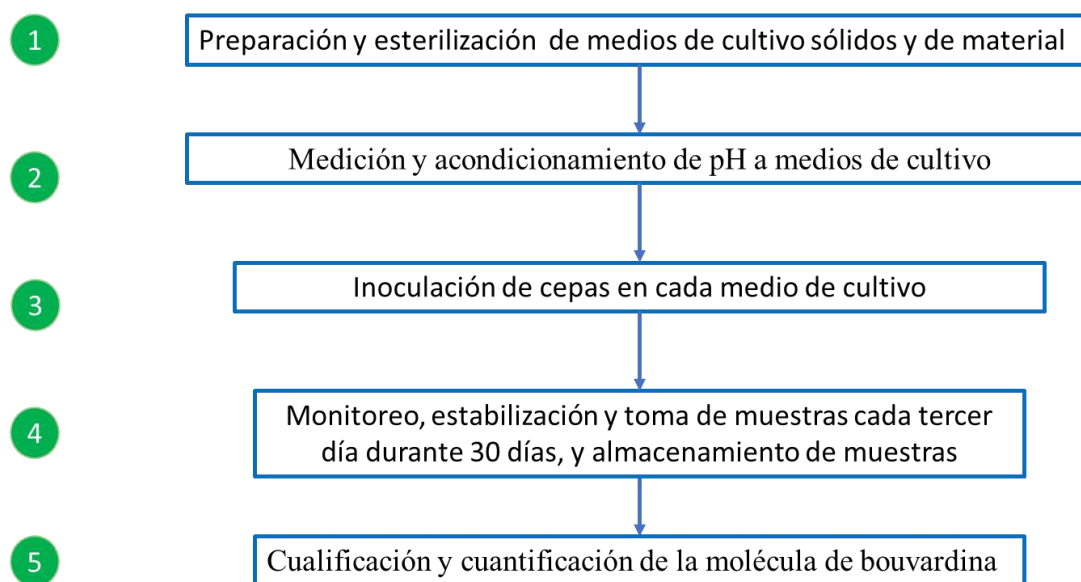 1
Preparación y esterilización de medios de cultivo sólidos y de material
2
Medición y acondicionamiento de pH a medios de cultivo
3
Inoculación de cepas en cada medio de cultivo
4
Monitoreo, estabilización y toma de muestras cada tercer
día durante 30 días, y almacenamiento de muestras
5
Cualificación y cuantificación de la molécula de bouvardina